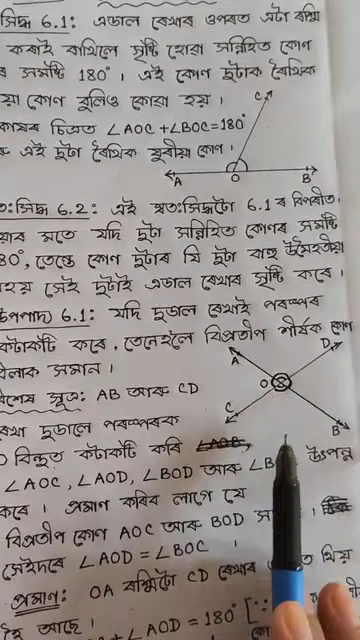 সিদ্ধ 6.1: এডাল ৰেখাৰ ওপৰত এটা ৰশ্মি
কৰাই ৰাখিলে সৃষ্টি হোৱা সন্নিহিত কোণ
ৰ সমষ্টি 180°। এই কোণ দুটাক ৰৈখিক
য়া কোণ বুলিও কোৱা হয়।
কাষৰ চিত্ৰত ∠AOC + ∠BOC = 180°
এই দুটা ৰৈখিক যুৰীয়া কোণ।
C
A O B
তঃসিদ্ধ 6.2: এই স্বতঃসিদ্ধটো 6.1ৰ বিপৰীত।
য়াৰ মতে যদি দুটা সন্নিহিত কোণৰ সমষ্টি
80°, তেন্তে কোণ দুটাৰ যি দুটা বাহু উমৈহতীয়া
হয় সেই দুটাই এডাল ৰেখাৰ সৃষ্টি কৰে।
উপপাদ্য 6.1: যদি দুডাল ৰেখাই পৰস্পৰ
কটাকটি কৰে, তেনেহলে বিপ্ৰতীপ শীৰ্ষক কোণ
বিলাক সমান।
A D
O
C B
বিশেষ সূত্ৰ: AB আৰু CD
ৰেখা দুডালে পৰস্পৰক
O বিন্দুত কটাকটি কৰি
∠AOC, ∠AOD, ∠BOD আৰু ∠B উৎপন্ন
কৰে। প্ৰমাণ কৰিব লাগে যে
বিপ্ৰতীপ কোণ AOC আৰু BOD
সেইদৰে ∠AOD = ∠BOC।
প্ৰমাণ: OA ৰশ্মিটো CD ৰেখাৰ থিয়
হৈ আছে।
+ ∠AOD = 180° [∵